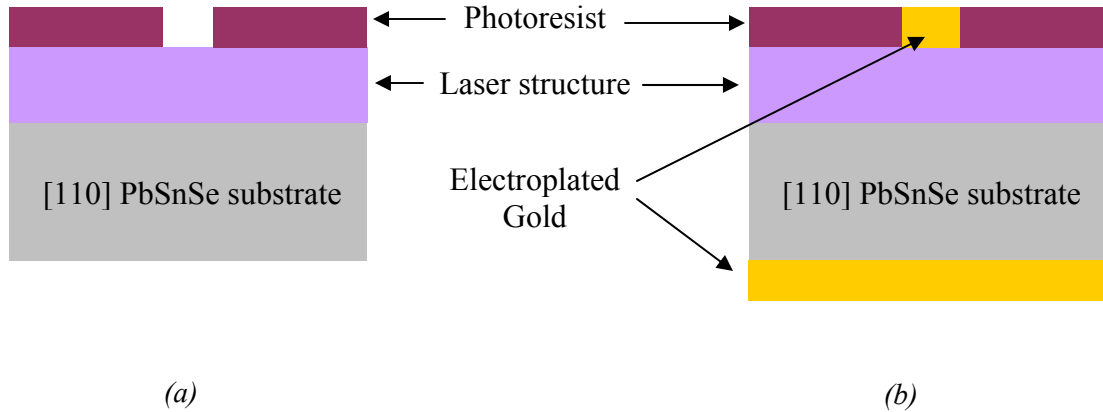 Photoresist
Laser structure
Electroplated
Gold
[110] PbSnSe substrate
[110] PbSnSe substrate
(a)
(b)